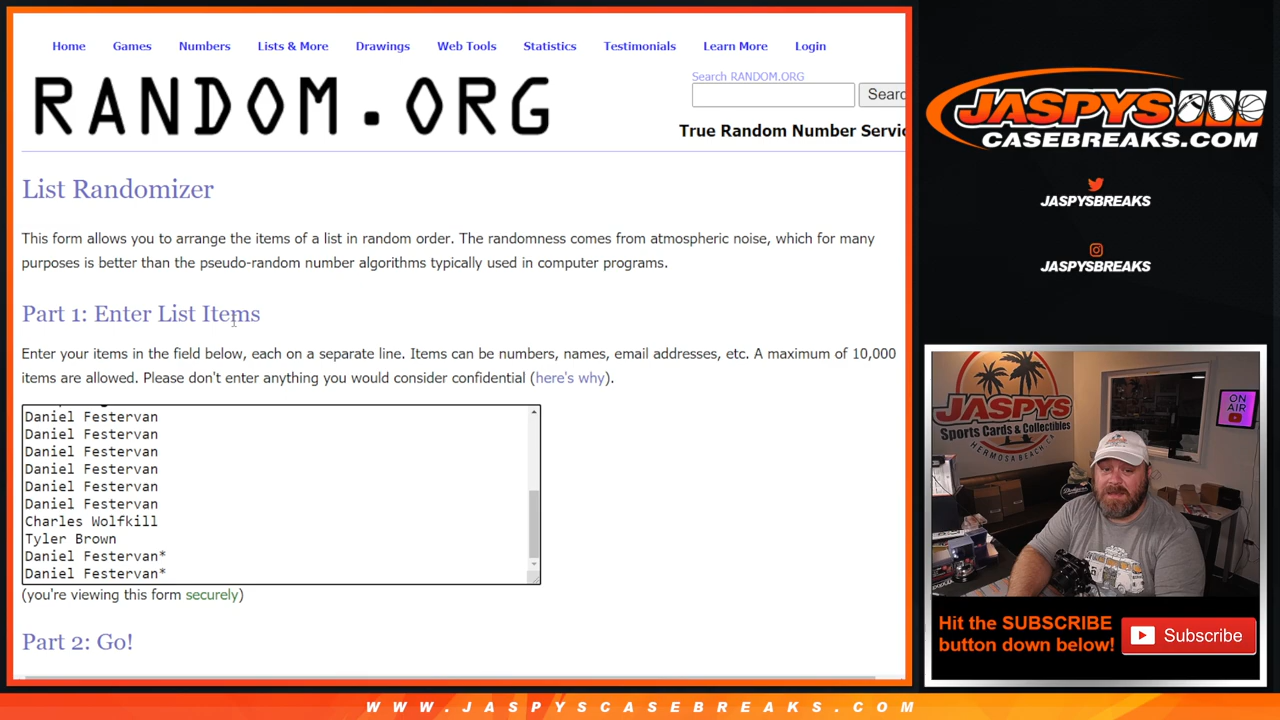 Home Games Numbers Lists & More Drawings Web Tools Statistics Testimonials Learn More Login
RANDOM.ORG
Search RANDOM.ORG
Searc
True Random Number Servic
List Randomizer
This form allows you to arrange the items of a list in random order. The randomness comes from atmospheric noise, which for many
purposes is better than the pseudo-random number algorithms typically used in computer programs.
Part 1: Enter List Items
Enter your items in the field below, each on a separate line. Items can be numbers, names, email addresses, etc. A maximum of 10,000
items are allowed. Please don't enter anything you would consider confidential (here's why).
Daniel Festervan
Daniel Festervan
Daniel Festervan
Daniel Festervan
Daniel Festervan
Daniel Festervan
Charles Wolfkill
Tyler Brown
Daniel Festervan*
Daniel Festervan*
(you're viewing this form securely)
Part 2: Go!
JASPYS
CASEBREAKS.COM
JASPYSBREAKS
JASPYSBREAKS
JASPYS
Sports Cards & Collectibles
HERMOSA BEACH, CA
ON
AIR
Dodgers
Hit the SUBSCRIBE
button down below!
Subscribe
WWW.JASPYSCASEBREAKS.COM